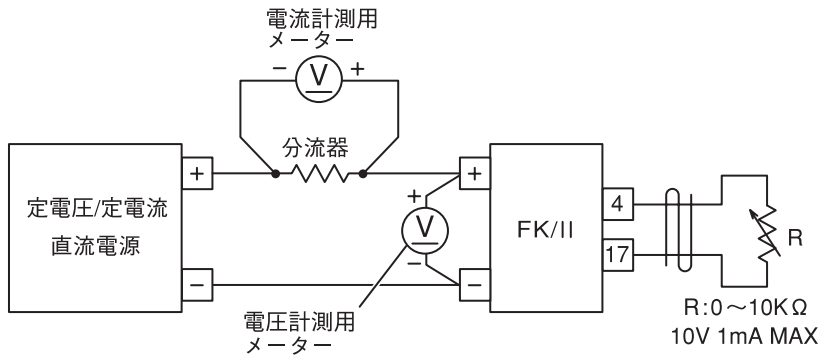 電流計測用
メーター
− V +
分流器
+
+
定電圧/定電流
直流電源
+
V
−
FK/II
4
17
R
−
−
電圧計測用
メーター
R:0～10KΩ
10V 1mA MAX